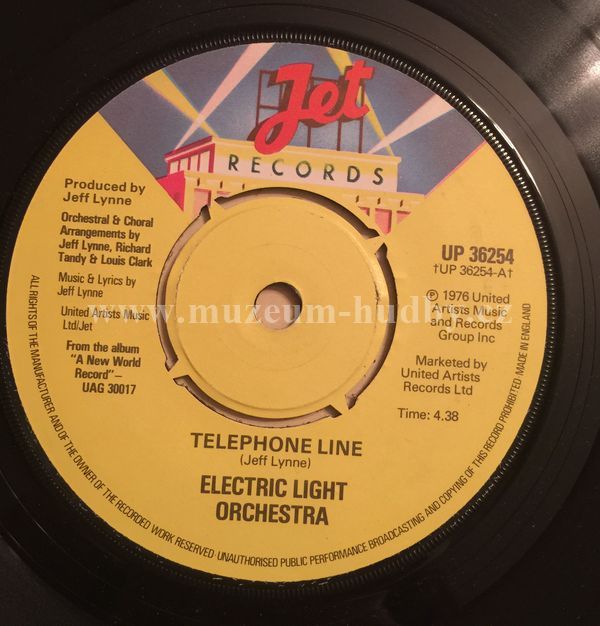 Jet
RECORDS
Produced by
Jeff Lynne
Orchestral & Choral
Arrangements by
Jeff Lynne, Richard
Tandy & Louis Clark
Music & Lyrics by
Jeff Lynne
United Artists Music
Ltd/Jet
From the album
"A New World
Record"–
UAG 30017
UP 36254
†UP 36254-A†
℗ 1976 United
Artists Music
and Records
Group Inc
Marketed by
United Artists
Records Ltd
Time: 4.38
www.muzeum-hudby.cz
TELEPHONE LINE
(Jeff Lynne)
ELECTRIC LIGHT
ORCHESTRA
ALL RIGHTS OF THE MANUFACTURER AND OF THE OWNER OF THE RECORDED WORK RESERVED·UNAUTHORISED PUBLIC PERFORMANCE BROADCASTING AND COPYING OF THIS RECORD PROHIBITED MADE IN ENGLAND